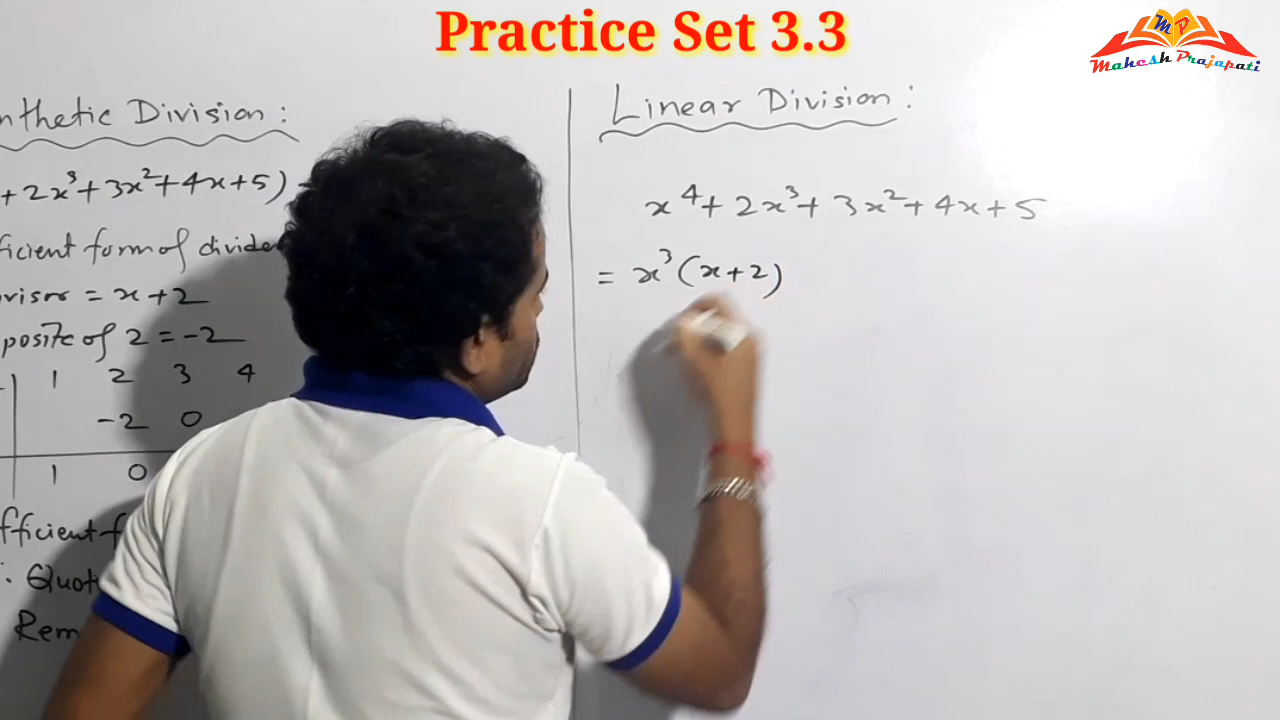 Practice Set 3.3
MP
Mahesh Prajapati
nthetic Division :
+ 2x³ + 3x² + 4x + 5)
fficient form of divide
visor = x + 2
posite of 2 = -2
1 2 3 4
-2 0
1 0
fficient f
∴ Quot
Rem
Linear Division :
x⁴ + 2x³ + 3x² + 4x + 5
= x³ (x + 2)